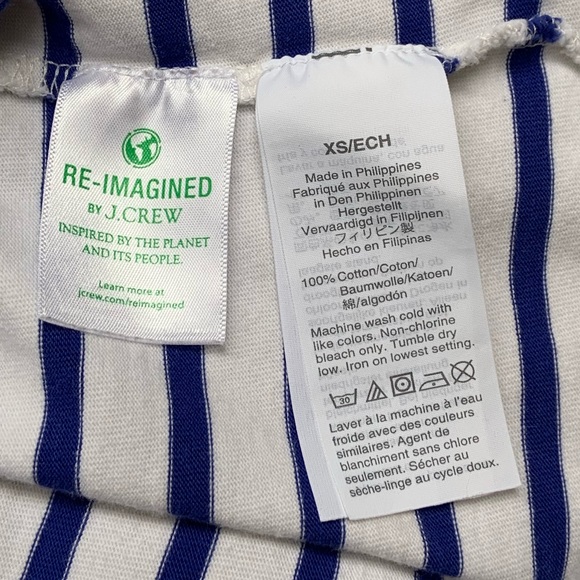 RE-IMAGINED
BY J.CREW
INSPIRED BY THE PLANET
AND ITS PEOPLE.
Learn more at
jcrew.com/reimagined
XS/ECH
Made in Philippines
Fabriqué aux Philippines
in Den Philippinen
Hergestellt
Vervaardigd in Filipijnen
フィリピン製
Hecho en Filipinas
100% Cotton/Coton/
Baumwolle/Katoen/
綿/algodón
Machine wash cold with
like colors. Non-chlorine
bleach only. Tumble dry
low. Iron on lowest setting.
30
Laver à la machine à l'eau
froide avec des couleurs
similaires. Agent de
blanchiment sans chlore
seulement. Sécher au
sèche-linge au cycle doux.